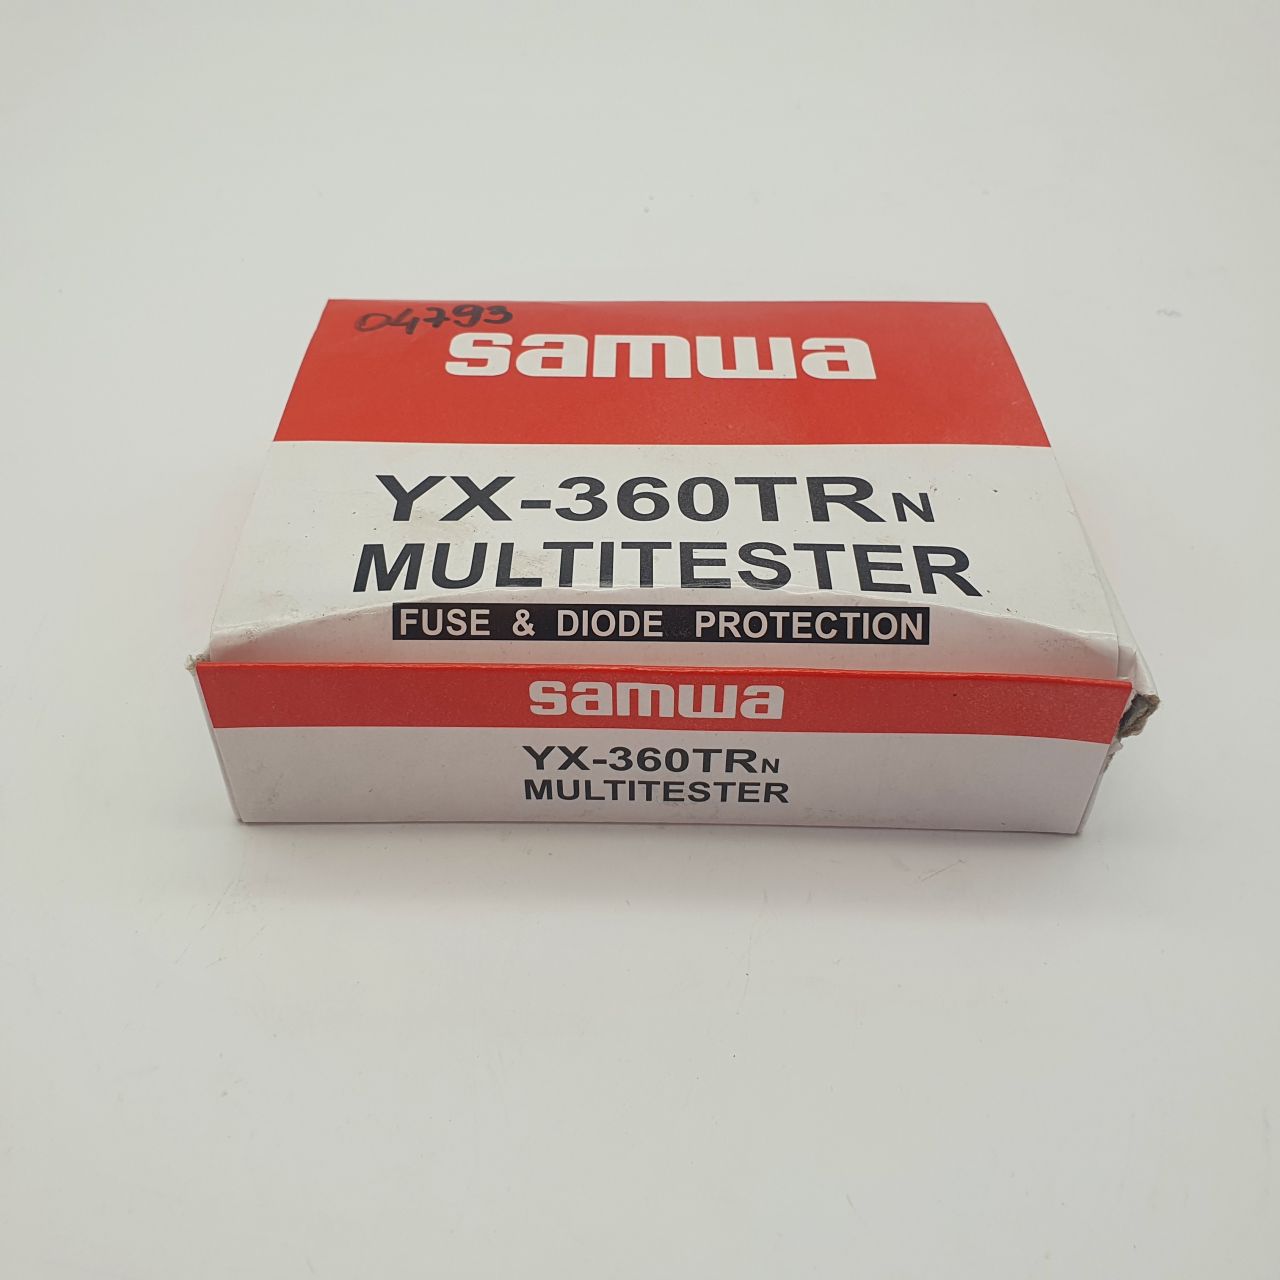 04793
samwa
YX-360TRN
MULTITESTER
FUSE & DIODE PROTECTION
samwa
YX-360TRN
MULTITESTER